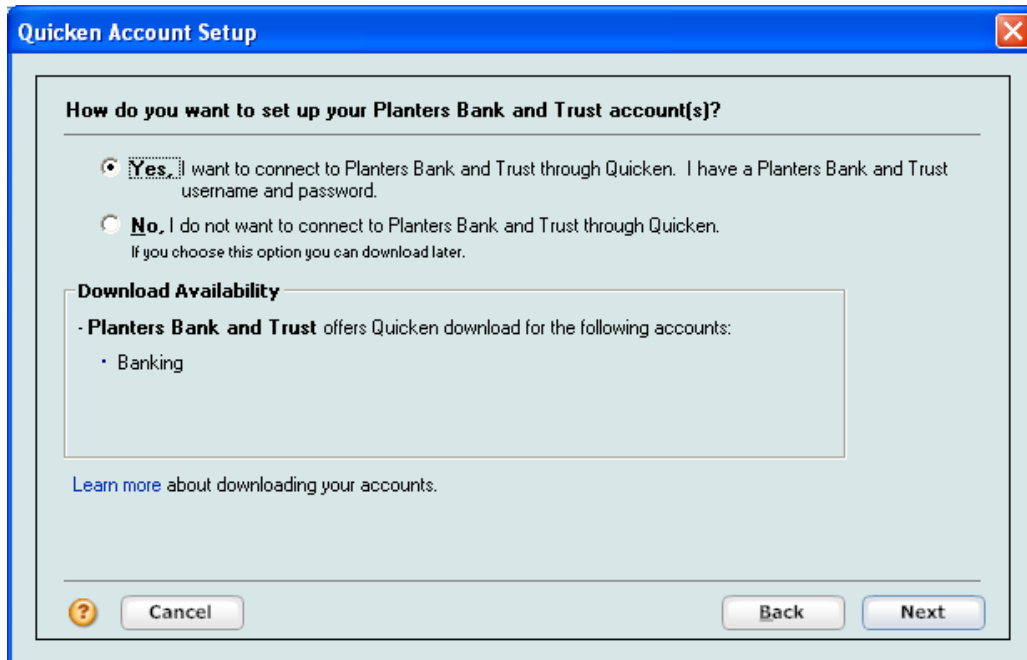 Quicken Account Setup
How do you want to set up your Planters Bank and Trust account(s)?
Yes, I want to connect to Planters Bank and Trust through Quicken. I have a Planters Bank and Trust
username and password.
No, I do not want to connect to Planters Bank and Trust through Quicken.
If you choose this option you can download later.
Download Availability
- Planters Bank and Trust offers Quicken download for the following accounts:
• Banking
Learn more about downloading your accounts.
? Cancel Back Next